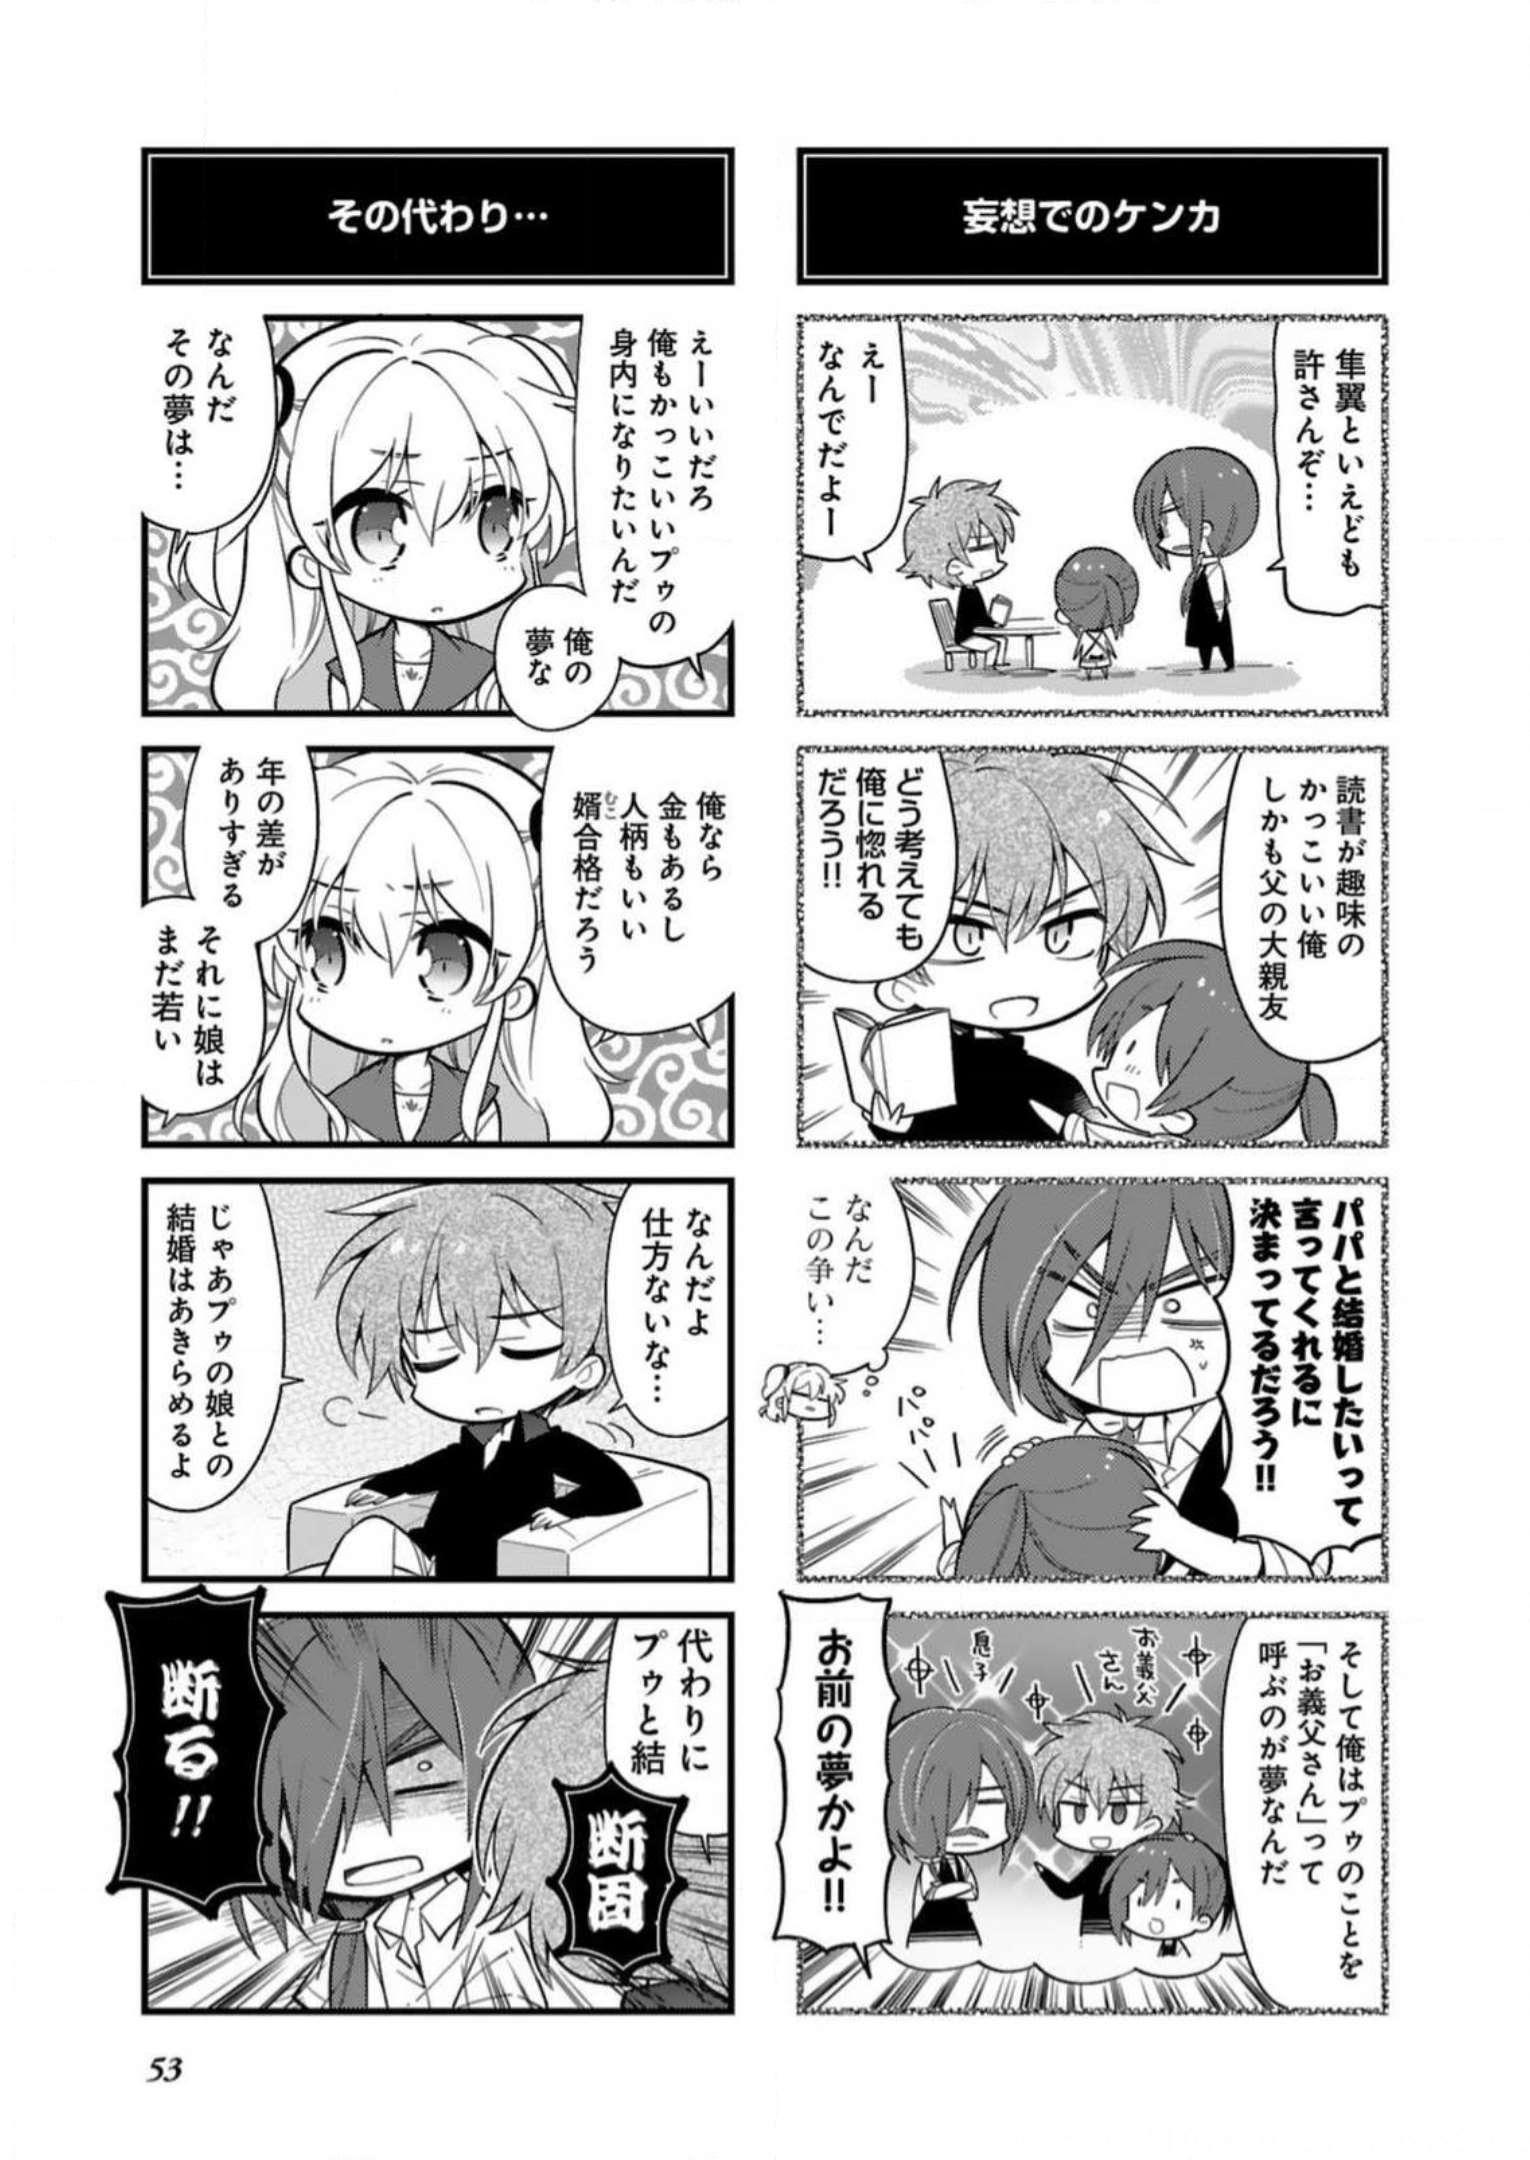 妄想でのケンカ
隼翼といえども
許さんぞ…
えー
なんでだよー
読書が趣味の
かっこいい俺
しかも父の大親友
どう考えても
俺に惚れる
だろう!!
パパと結婚したいって
言ってくれるに
決まってるだろう!!
パシパシ
なんだ
この争い…
そして俺はプゥのことを
「お義父さん」って
呼ぶのが夢なんだ
お義父
さん
息子
お前の夢かよ!!
その代わり…
えーいいだろ
俺もかっこいいプゥの
身内になりたいんだ
俺の
夢な
なんだ
その夢は…
俺なら
金もあるし
人柄もいい
婿合格だろう
むこ
年の差が
ありすぎる
それに娘は
まだ若い
なんだよ
仕方ないな…
じゃあプゥの娘との
結婚はあきらめるよ
代わりに
プゥと結
断固
断る!!
53